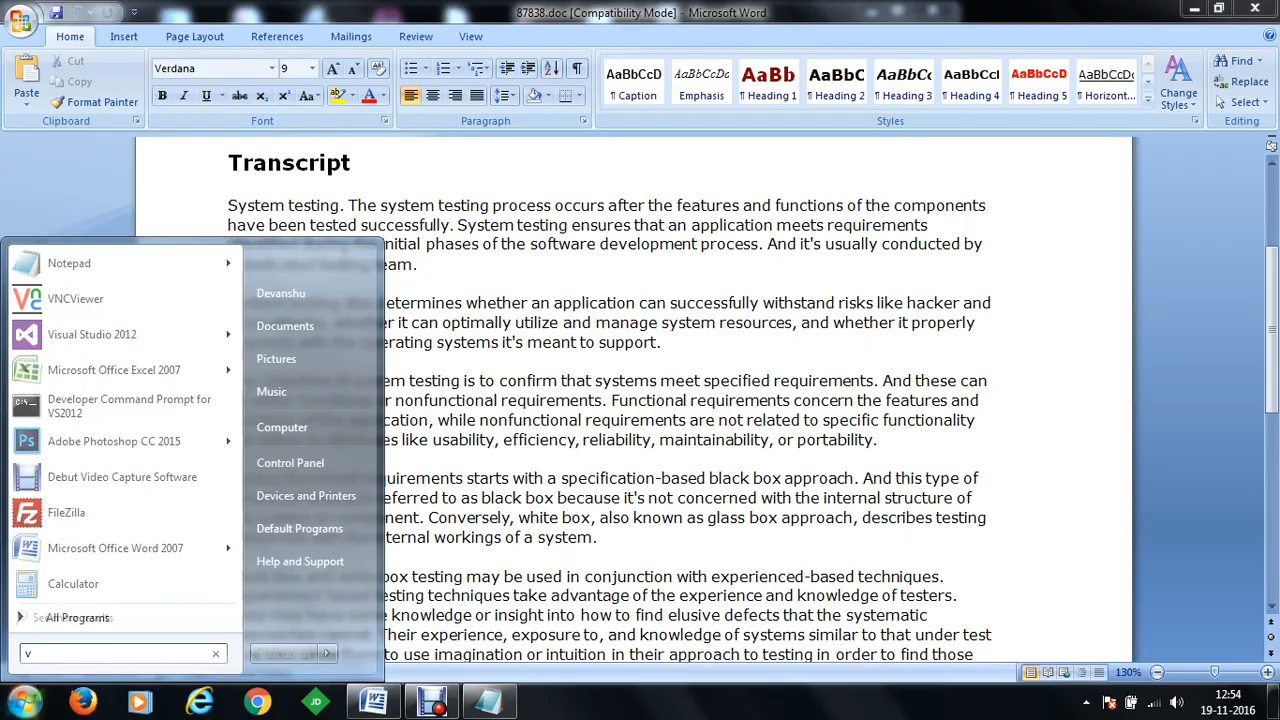 87838.doc [Compatibility Mode] - Microsoft Word
Home Insert Page Layout References Mailings Review View
Cut
Copy
Format Painter
Paste
Clipboard
Verdana 9
B I U abc X₂ X² Aa A
Font
Paragraph
AaBbCcD AaBbCcDc AaBb AaBbC AaBbCc AaBbCcI AaBbCcD AaBbCcDc
¶ Caption Emphasis ¶ Heading 1 ¶ Heading 2 ¶ Heading 3 ¶ Heading 4 ¶ Heading 5 ¶ Horizont...
Styles
Change Styles
Find
Replace
Select
Editing
Transcript
System testing. The system testing process occurs after the features and functions of the components
have been tested successfully. System testing ensures that an application meets requirements
initial phases of the software development process. And it's usually conducted by
team.
determines whether an application can successfully withstand risks like hacker and
it can optimally utilize and manage system resources, and whether it properly
operating systems it's meant to support.
testing is to confirm that systems meet specified requirements. And these can
or nonfunctional requirements. Functional requirements concern the features and
while nonfunctional requirements are not related to specific functionality
like usability, efficiency, reliability, maintainability, or portability.
starts with a specification-based black box approach. And this type of
referred to as black box because it's not concerned with the internal structure of
Conversely, white box, also known as glass box approach, describes testing
workings of a system.
box testing may be used in conjunction with experienced-based techniques.
testing techniques take advantage of the experience and knowledge of testers.
knowledge or insight into how to find elusive defects that the systematic
Their experience, exposure to, and knowledge of systems similar to that under test
to use imagination or intuition in their approach to testing in order to find those
Notepad
VNCViewer
Visual Studio 2012
Microsoft Office Excel 2007
Developer Command Prompt for
VS2012
Adobe Photoshop CC 2015
Debut Video Capture Software
FileZilla
Microsoft Office Word 2007
Calculator
All Programs
v
Devanshu
Documents
Pictures
Music
Computer
Control Panel
Devices and Printers
Default Programs
Help and Support
130%
JD
12:54
19-11-2016